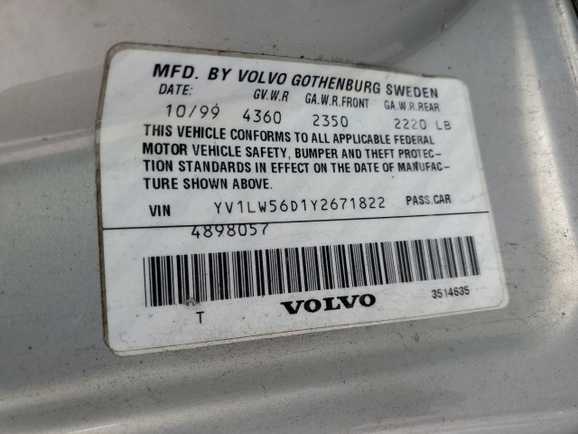 MFD. BY VOLVO GOTHENBURG SWEDEN
DATE: GV.W.R GA.W.R.FRONT GA.W.R.REAR
10/99 4360 2350 2220 LB
THIS VEHICLE CONFORMS TO ALL APPLICABLE FEDERAL
MOTOR VEHICLE SAFETY, BUMPER AND THEFT PROTEC-
TION STANDARDS IN EFFECT ON THE DATE OF MANUFAC-
TURE SHOWN ABOVE.
VIN YV1LW56D1Y2671822 PASS.CAR
4898057
T VOLVO 3514635